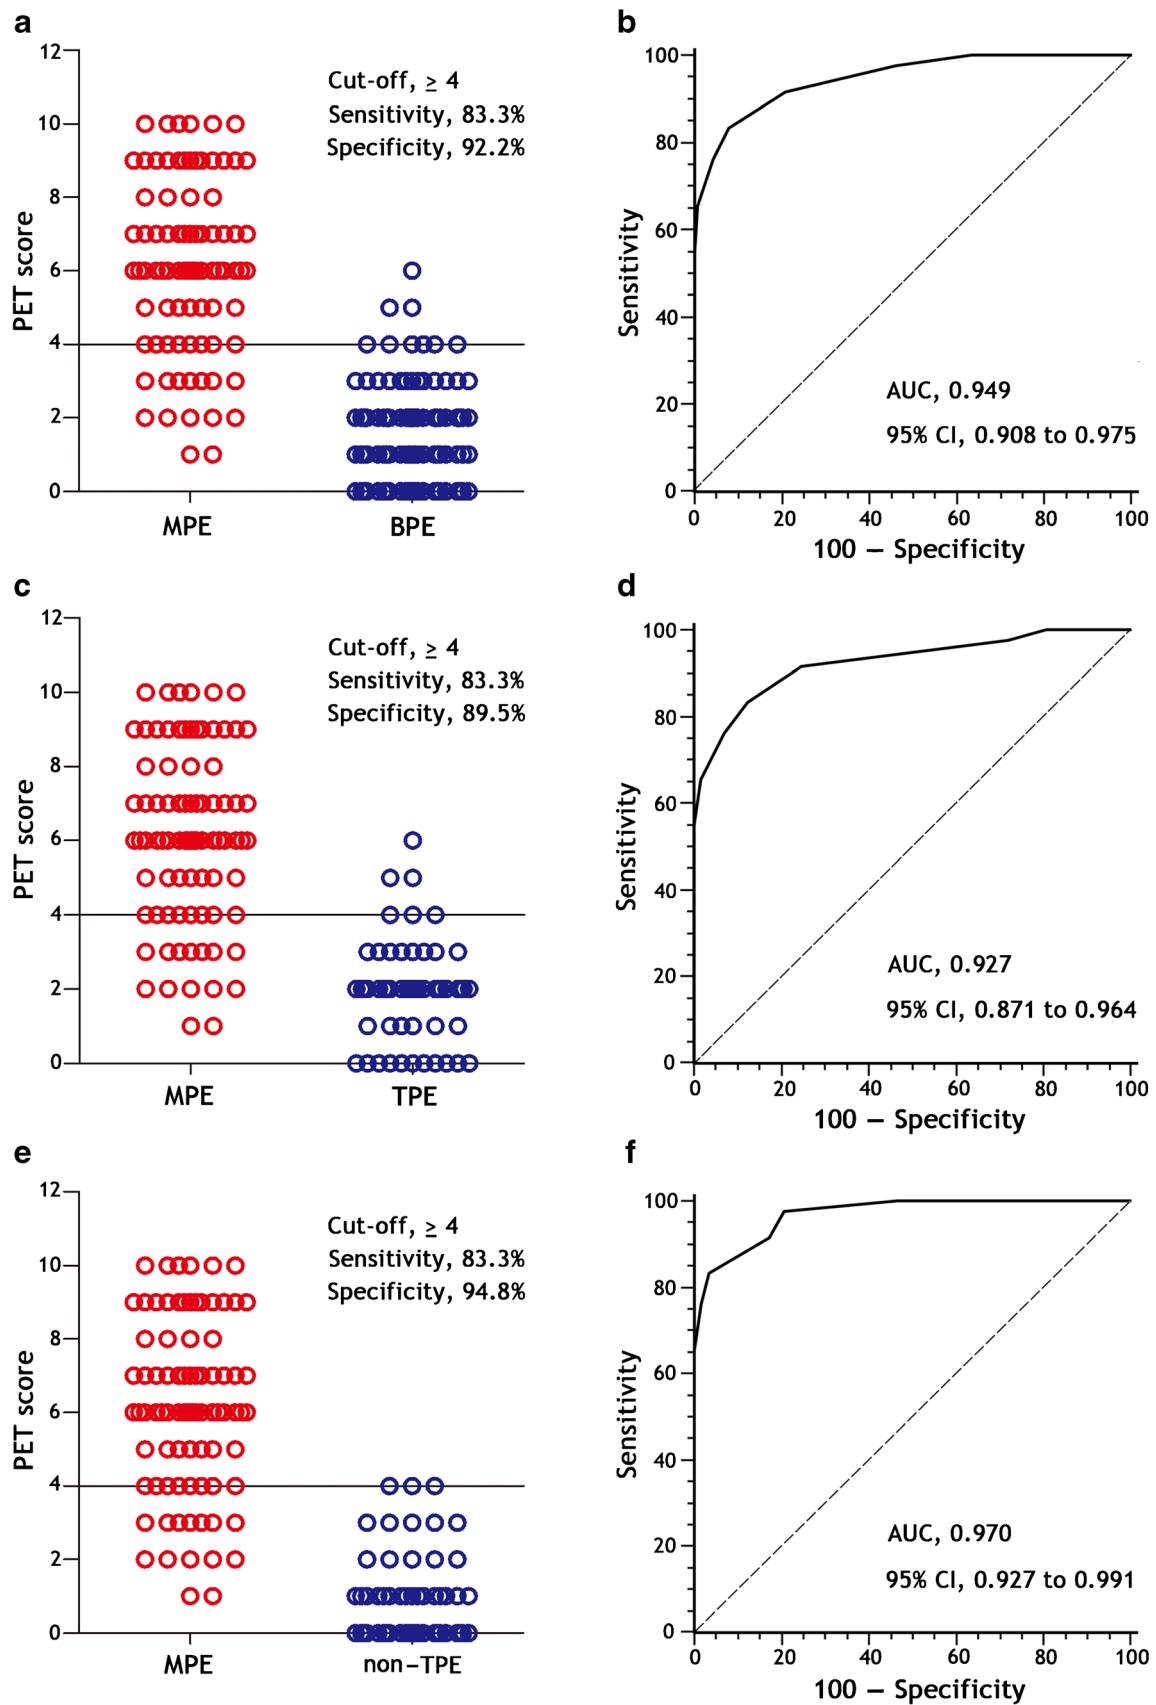 a
12
10
8
6
4
2
0
PET score
Cut-off, ≥ 4
Sensitivity, 83.3%
Specificity, 92.2%
MPE
BPE
b
100
80
60
40
20
0
Sensitivity
AUC, 0.949
95% CI, 0.908 to 0.975
0 20 40 60 80 100
100 – Specificity
c
12
10
8
6
4
2
0
PET score
Cut-off, ≥ 4
Sensitivity, 83.3%
Specificity, 89.5%
MPE
TPE
d
100
80
60
40
20
0
Sensitivity
AUC, 0.927
95% CI, 0.871 to 0.964
0 20 40 60 80 100
100 – Specificity
e
12
10
8
6
4
2
0
PET score
Cut-off, ≥ 4
Sensitivity, 83.3%
Specificity, 94.8%
MPE
non–TPE
f
100
80
60
40
20
0
Sensitivity
AUC, 0.970
95% CI, 0.927 to 0.991
0 20 40 60 80 100
100 – Specificity